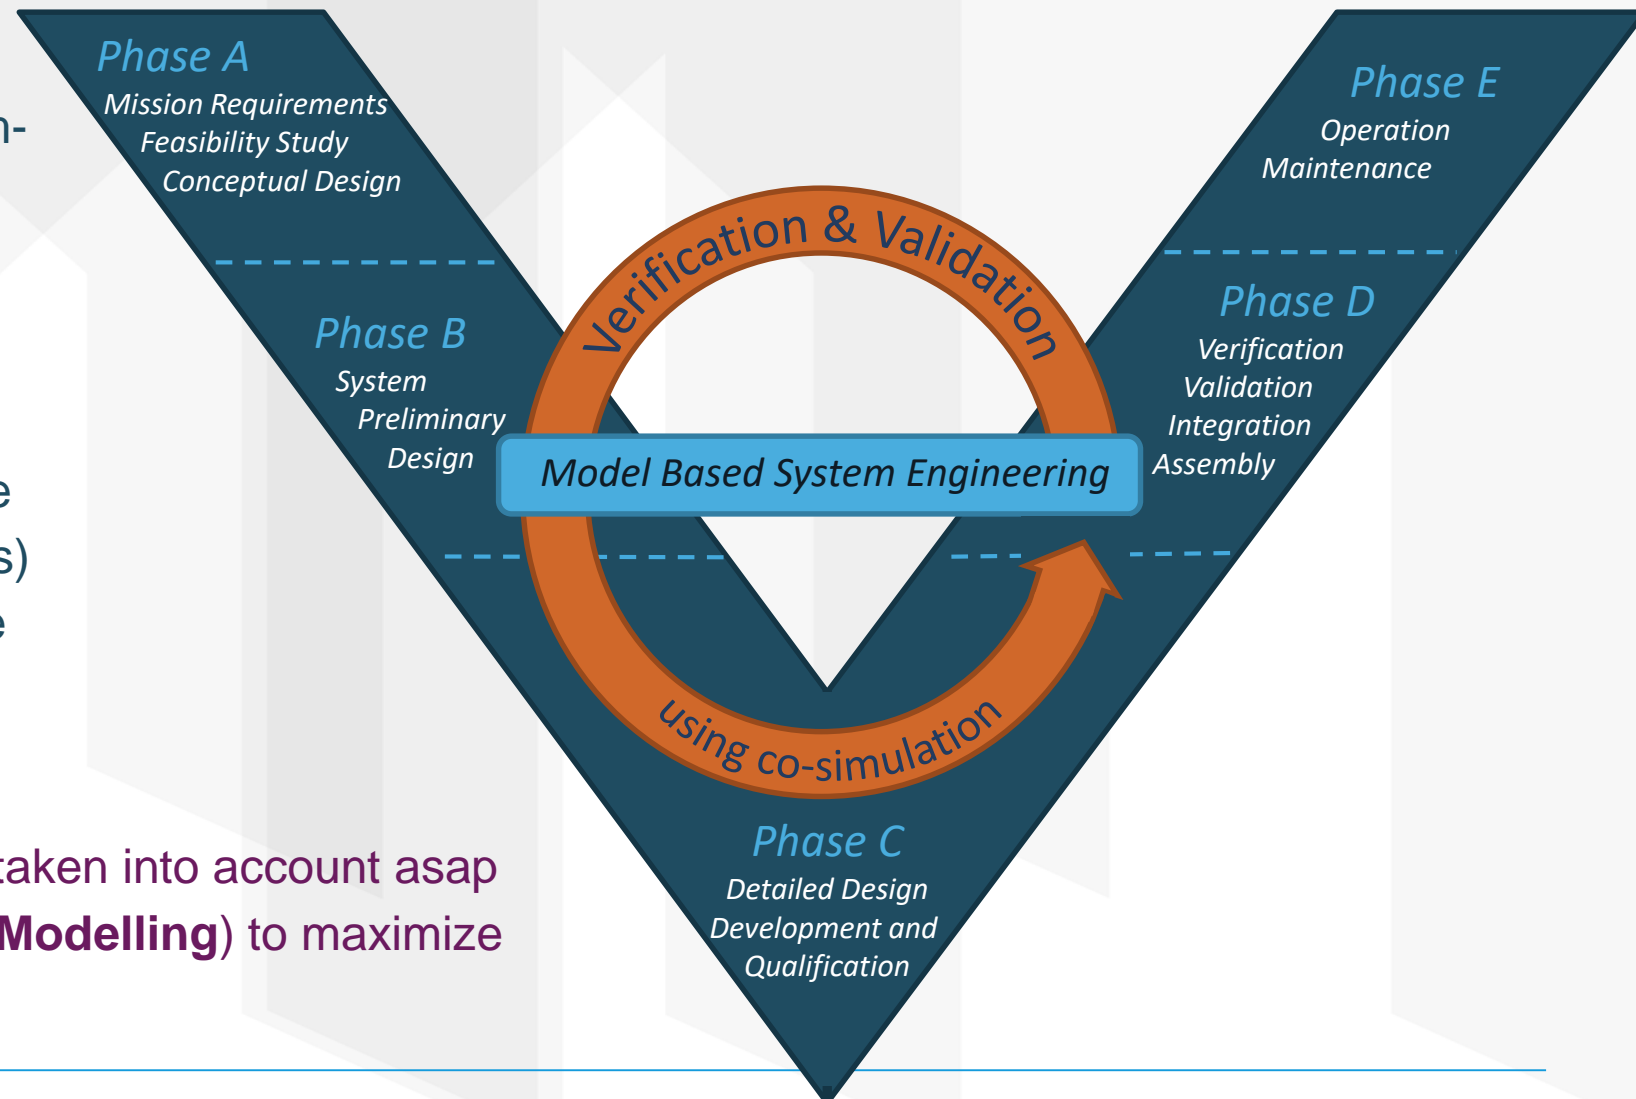 Phase A
Mission Requirements
Feasibility Study
Conceptual Design
n-
Phase B
System
Preliminary
Design
e
s)
e
Verification & Validation
Model Based System Engineering
using co-simulation
Phase C
Detailed Design
Development and
Qualification
Phase E
Operation
Maintenance
Phase D
Verification
Validation
Integration
Assembly
taken into account asap
Modelling) to maximize